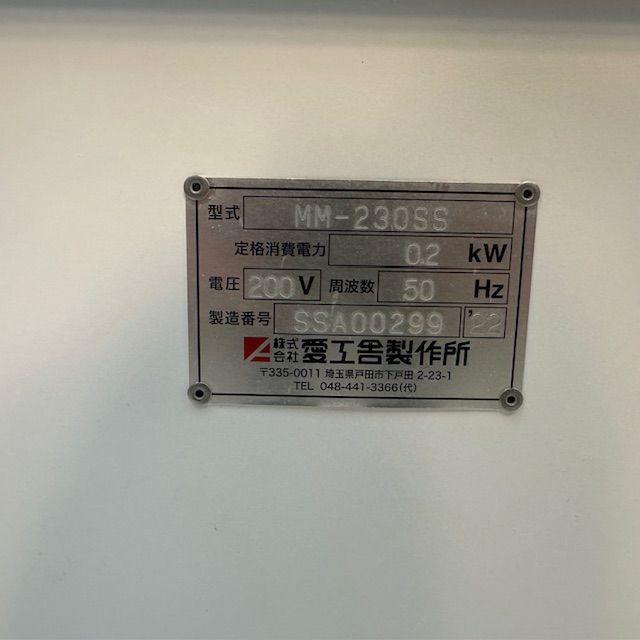 型式 MM-230SS
定格消費電力 0.2 kW
電圧 200 V 周波数 50 Hz
製造番号 SSA00299 '22
株式会社 愛工舎製作所
〒335-0011 埼玉県戸田市下戸田 2-23-1
TEL 048-441-3366(代)